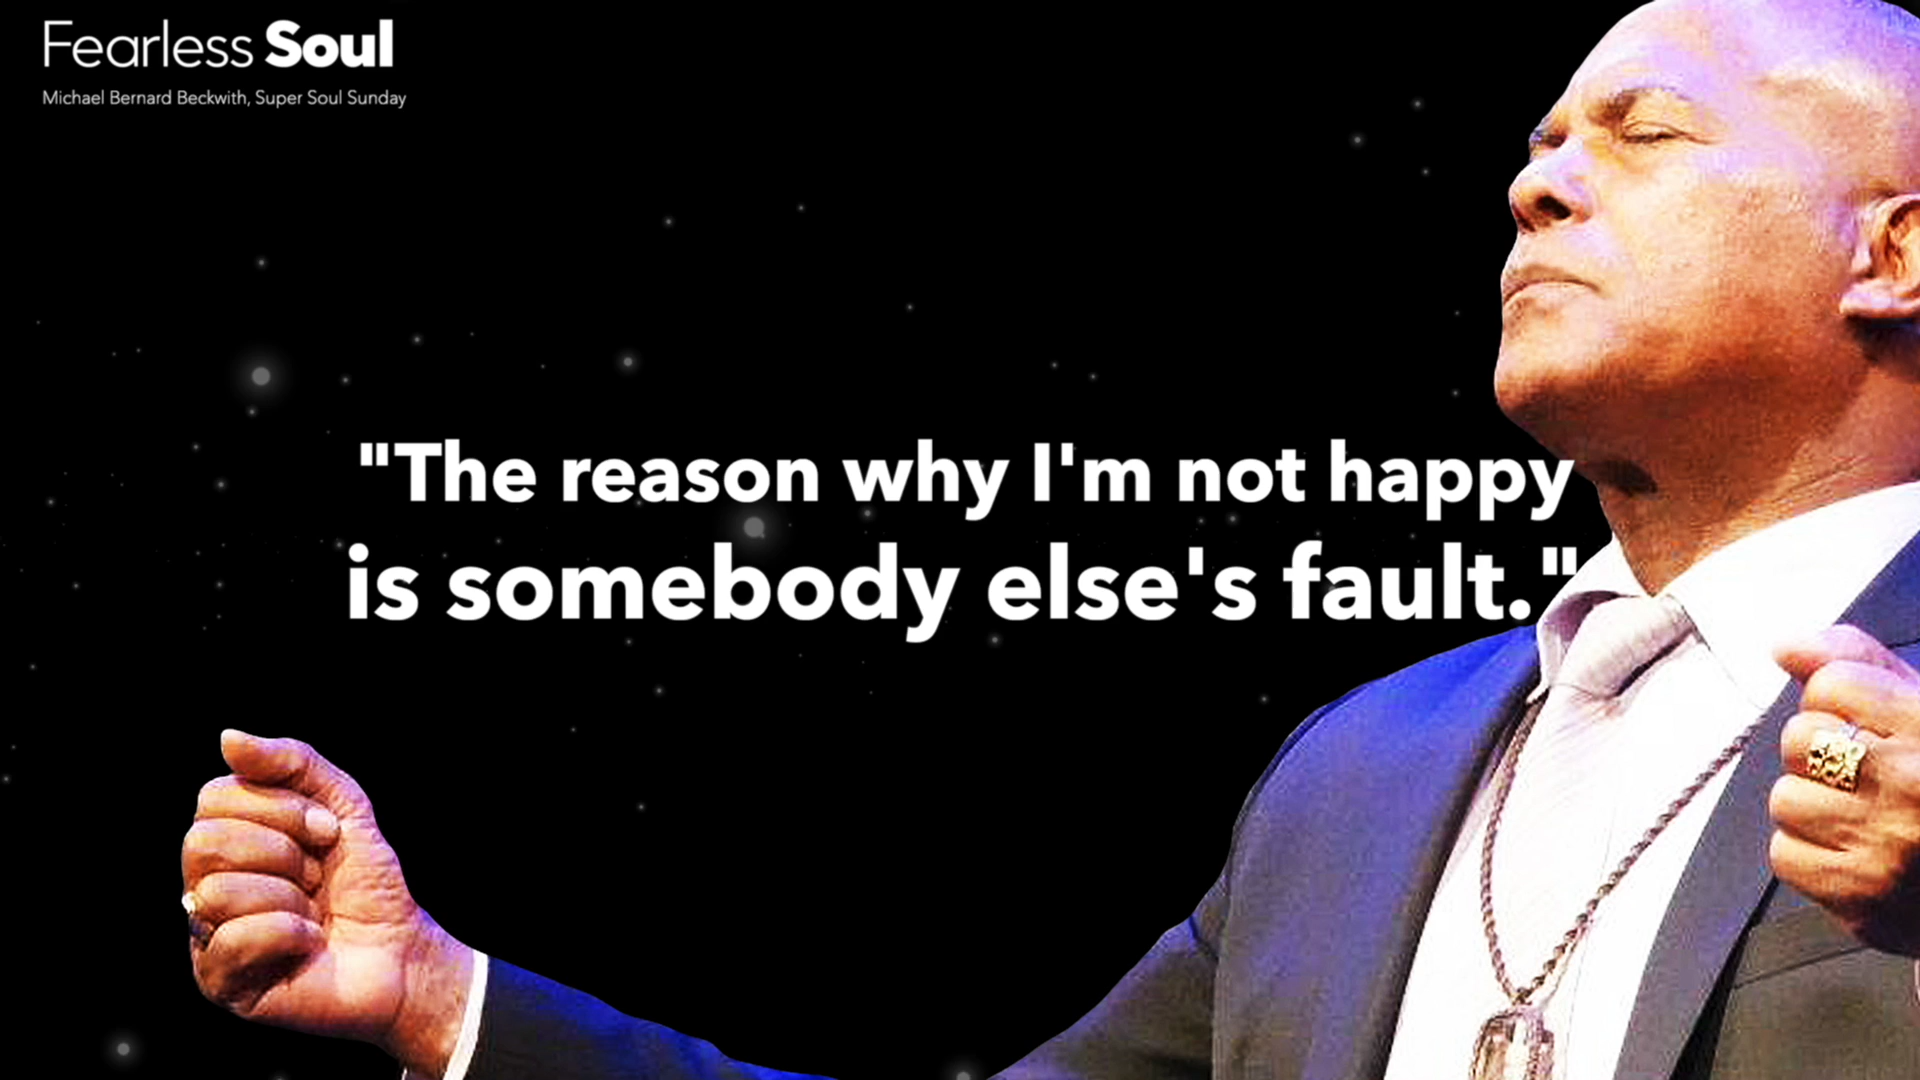 Fearless Soul
Michael Bernard Beckwith, Super Soul Sunday
"The reason why I'm not happy
is somebody else's fault."